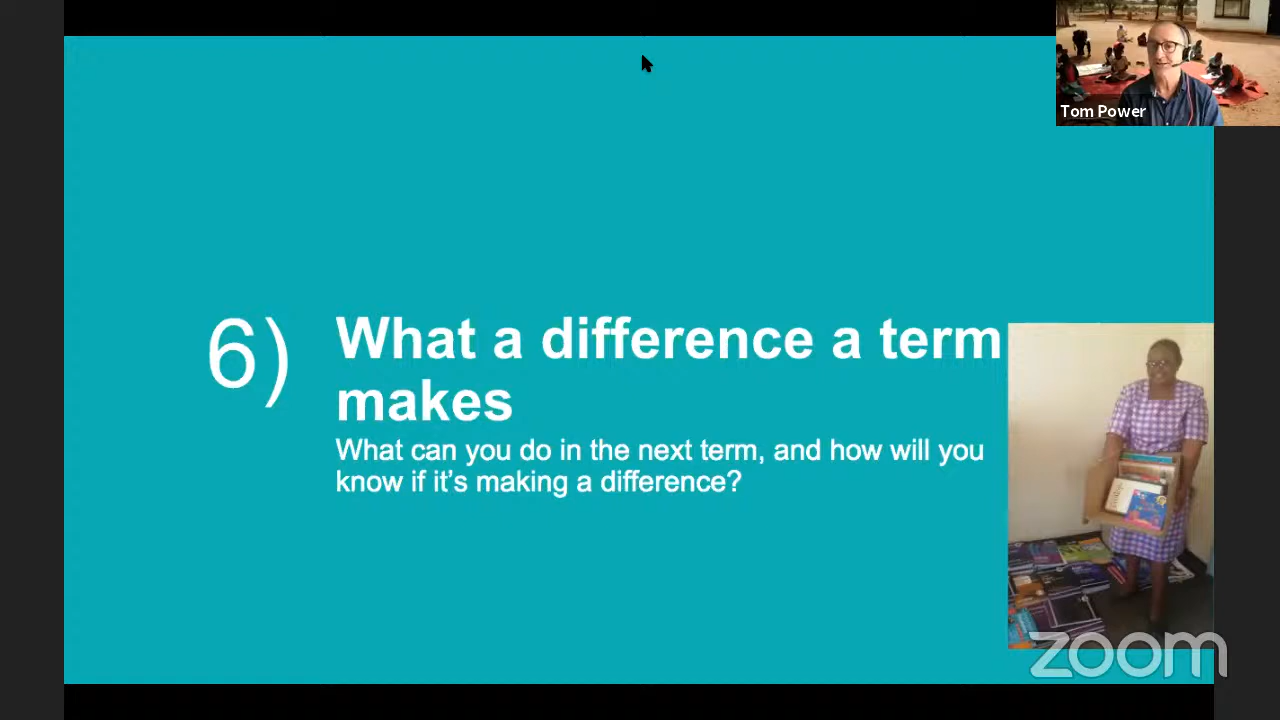 Tom Power
6)
What a difference a term
makes
What can you do in the next term, and how will you
know if it's making a difference?
zoom